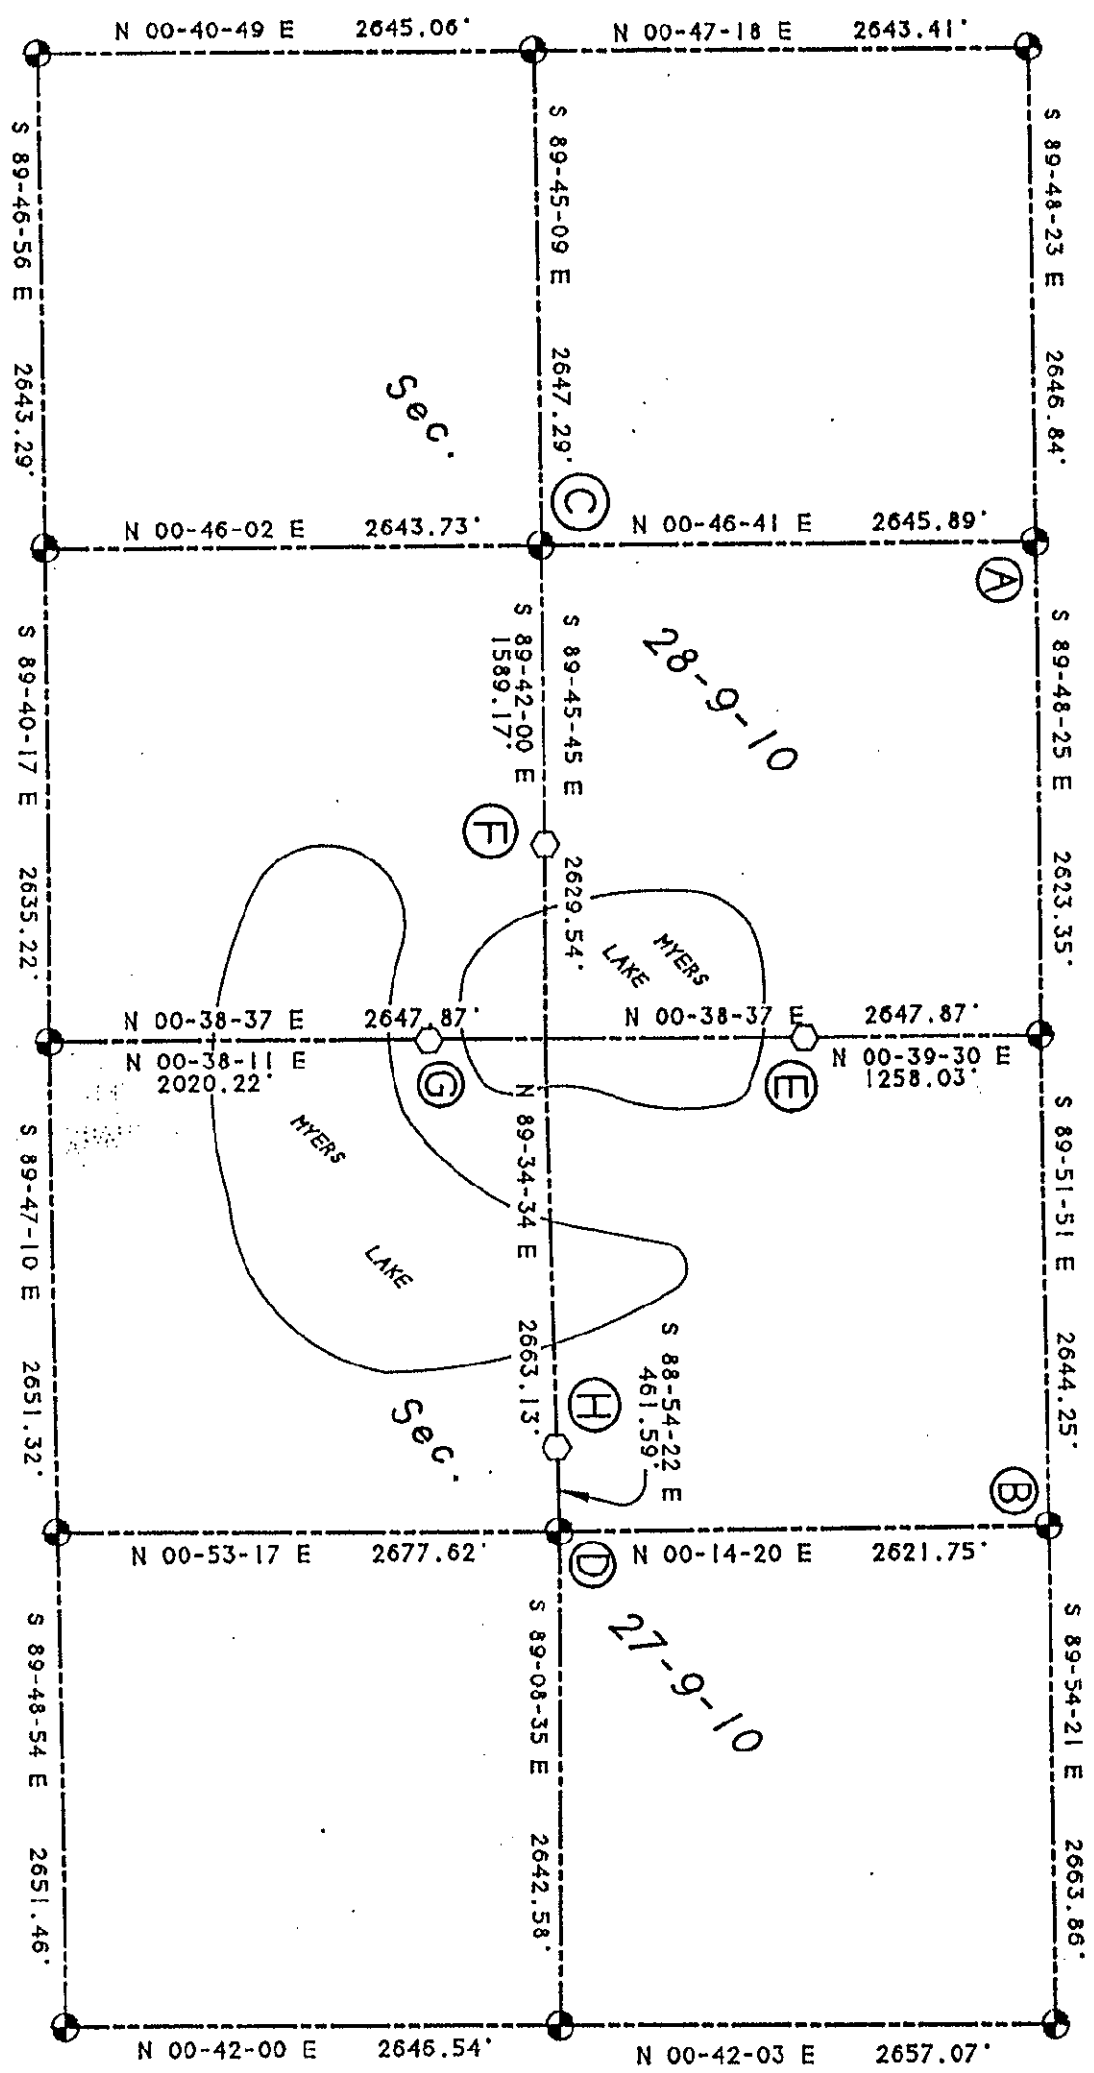 N 00-40-49 E 2645.06'
N 00-47-18 E 2643.41'
S 89-48-23 E 2646.84'
S 89-45-09 E 2647.29'
S 89-46-56 E 2643.29'
Sec.
28-9-10
A
C
N 00-46-02 E 2643.73'
N 00-46-41 E 2645.89'
S 89-48-25 E 2623.35'
S 89-45-45 E 2629.54'
S 89-42-00 E
1589.17'
S 89-40-17 E 2635.22'
F
MYERS
LAKE
N 00-38-37 E 2647.87'
N 00-38-37 E 2647.87'
N 00-38-11 E
2020.22'
G
E
N 00-39-30 E
1258.03'
S 89-51-51 E 2644.25'
N 89-34-34 E 2663.13'
S 89-47-10 E 2651.32'
MYERS
LAKE
S 88-54-22 E
461.59'
H
B
Sec.
27-9-10
D
N 00-53-17 E 2677.62'
N 00-14-20 E 2621.75'
S 89-54-21 E 2663.86'
S 89-08-35 E 2642.58'
S 89-48-54 E 2651.46'
N 00-42-00 E 2646.54'
N 00-42-03 E 2657.07'